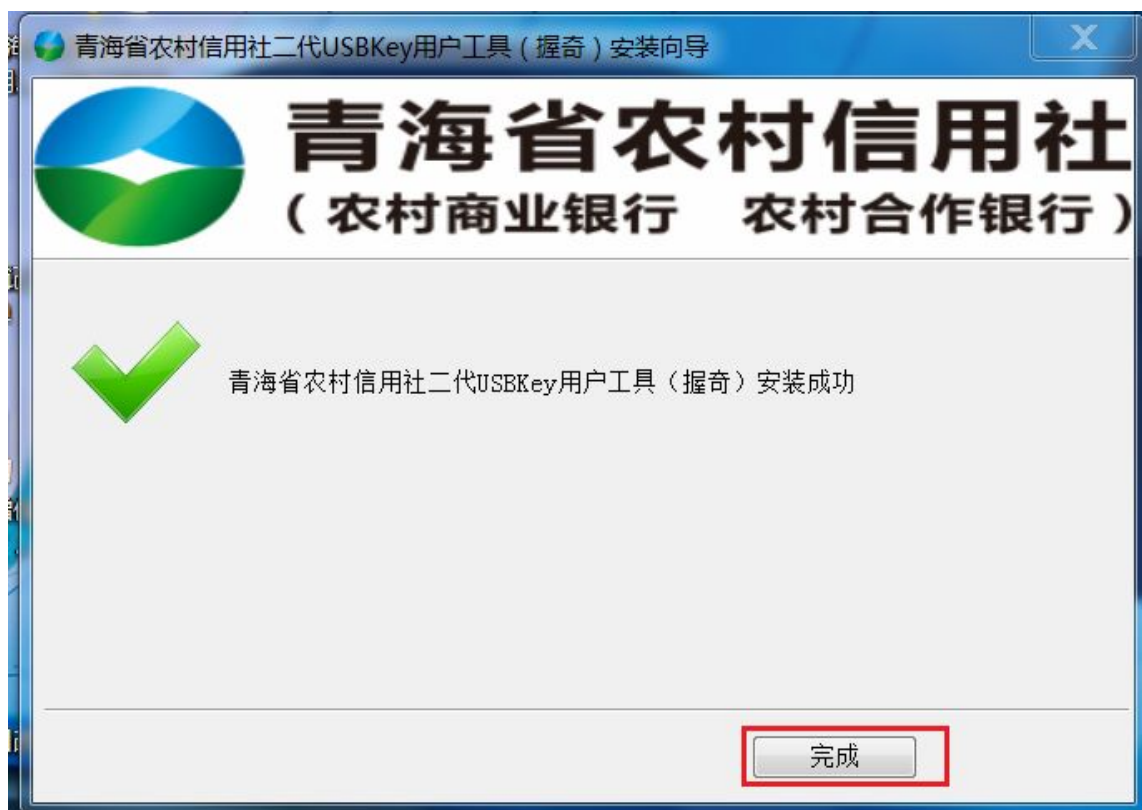 青海省农村信用社二代USBKey用户工具（握奇）安装向导
青海省农村信用社
（农村商业银行 农村合作银行）
青海省农村信用社二代USBKey用户工具（握奇）安装成功
完成